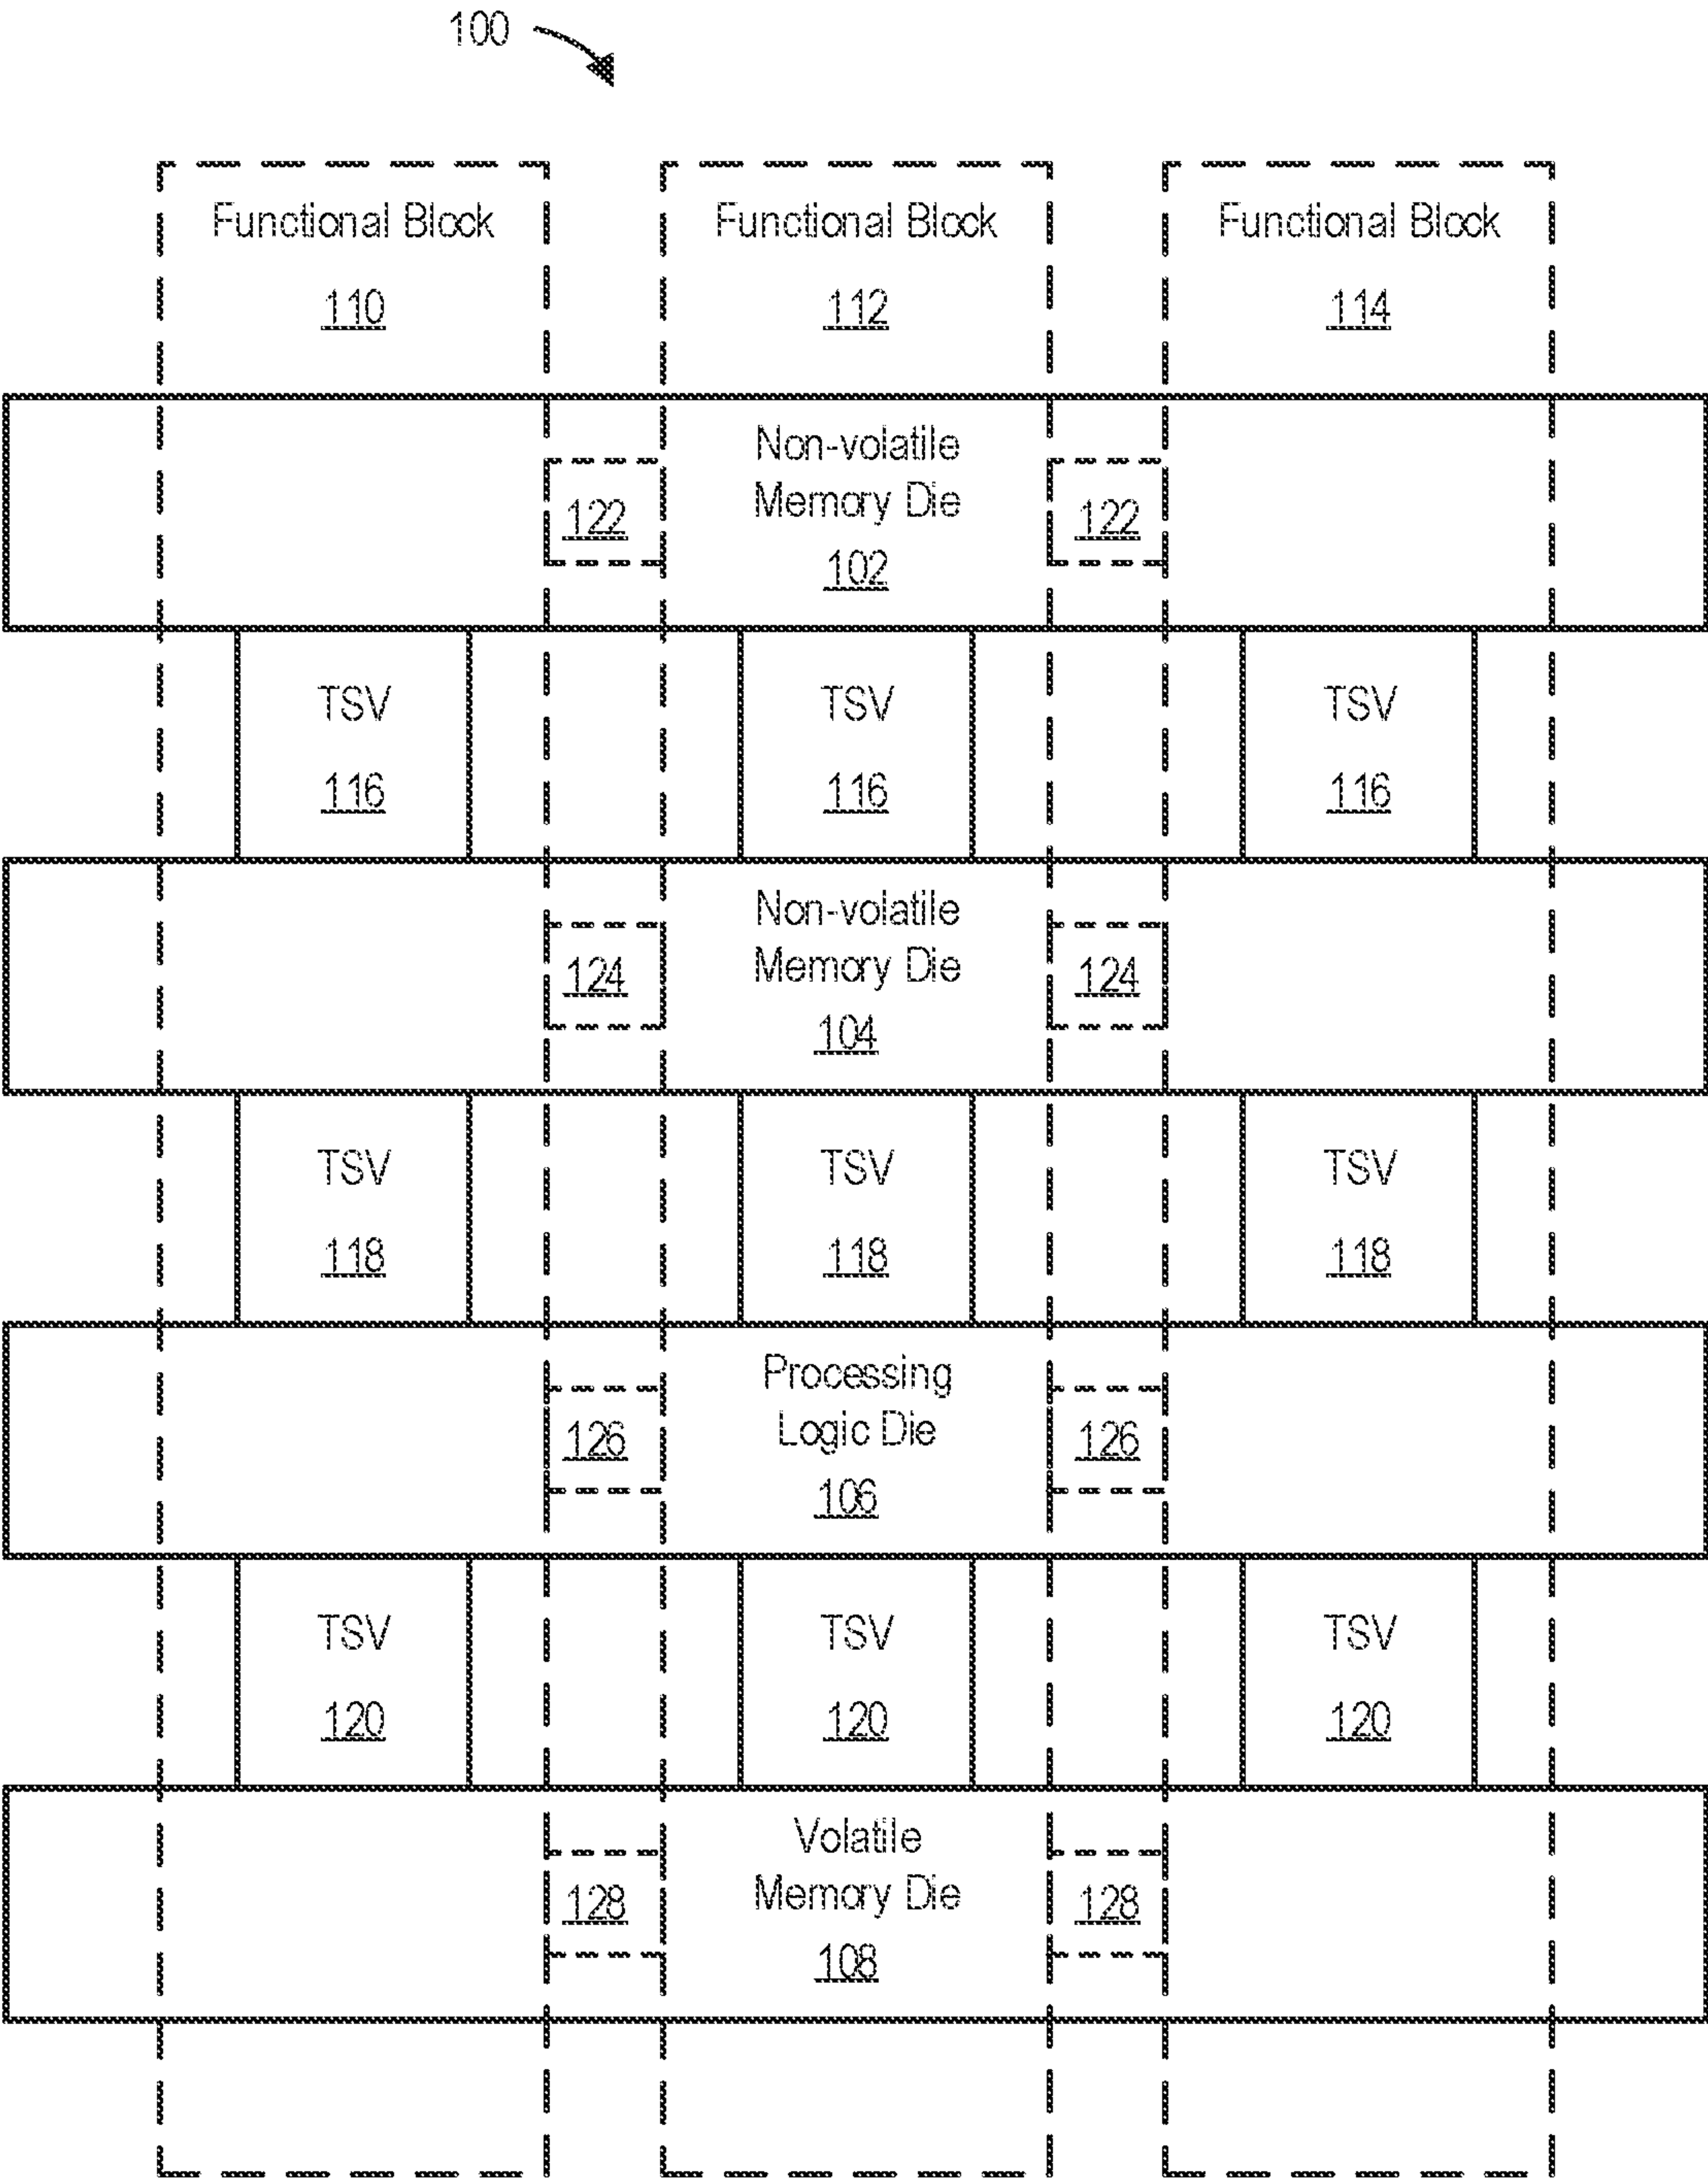 100
Functional Block Functional Block Functional Block
110 112 114
Non-volatile
Memory Die
122 122
102
TSV TSV TSV
116 116 116
Non-volatile
Memory Die
124 124
104
TSV TSV TSV
118 118 118
Processing
Logic Die
126 126
106
TSV TSV TSV
120 120 120
Volatile
Memory Die
128 128
108